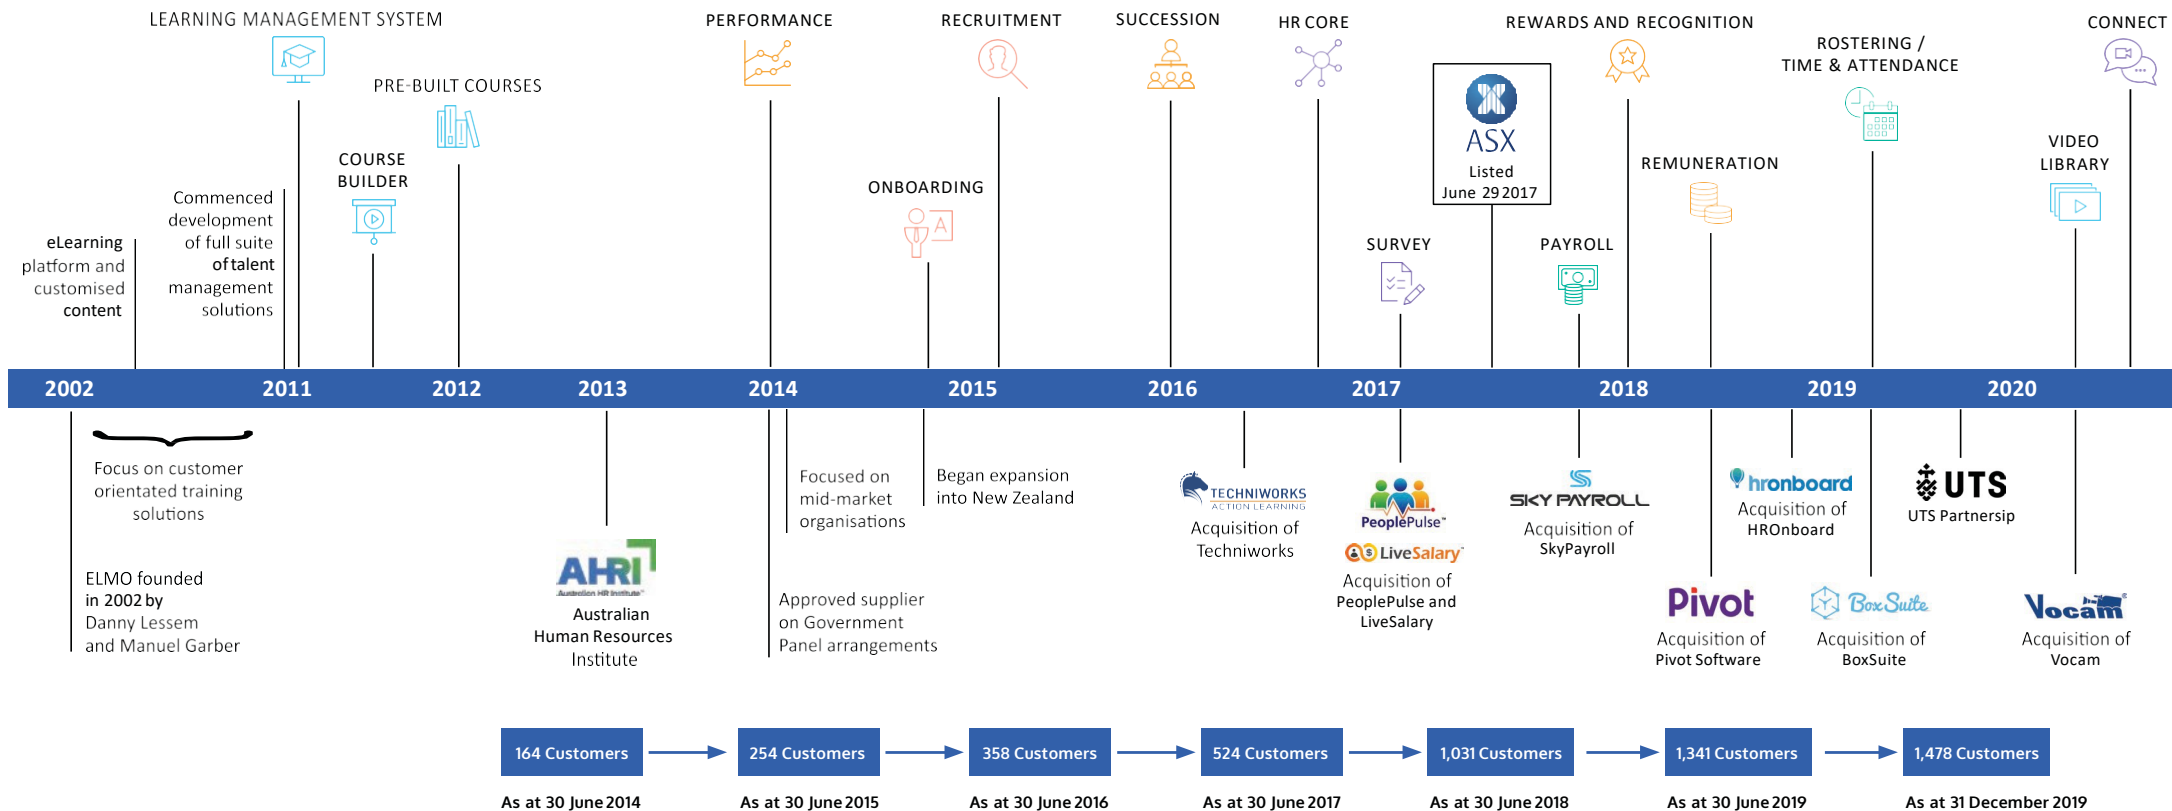 LEARNING MANAGEMENT SYSTEM
PERFORMANCE
RECRUITMENT
SUCCESSION
HR CORE
REWARDS AND RECOGNITION
CONNECT
ROSTERING /
TIME & ATTENDANCE
PRE-BUILT COURSES
ASX
Listed
June 29 2017
COURSE
BUILDER
VIDEO
LIBRARY
REMUNERATION
ONBOARDING
A
Commenced
development
of full suite
of talent
management
solutions
eLearning
platform and
customised
content
SURVEY
PAYROLL
2002
2011
2012
2013
2014
2015
2016
2017
2018
2019
2020
Focus on customer
orientated training
solutions
ELMO founded
in 2002 by
Danny Lessem
and Manuel Garber
AHRI
Australian HR Institute™
Australian
Human Resources
Institute
Focused on
mid-market
organisations
Approved supplier
on Government
Panel arrangements
Began expansion
into New Zealand
TECHNIWORKS
ACTION LEARNING
Acquisition of
Techniworks
PeoplePulse™
$ LiveSalary™
Acquisition of
PeoplePulse and
LiveSalary
SKY PAYROLL
Acquisition of
SkyPayroll
Pivot
Acquisition of
Pivot Software
hronboard
Acquisition of
HROnboard
BoxSuite
Acquisition of
BoxSuite
UTS
UTS Partnersip
Vocam®
Acquisition of
Vocam
164 Customers
254 Customers
358 Customers
524 Customers
1,031 Customers
1,341 Customers
1,478 Customers
As at 30 June 2014
As at 30 June 2015
As at 30 June 2016
As at 30 June 2017
As at 30 June 2018
As at 30 June 2019
As at 31 December 2019